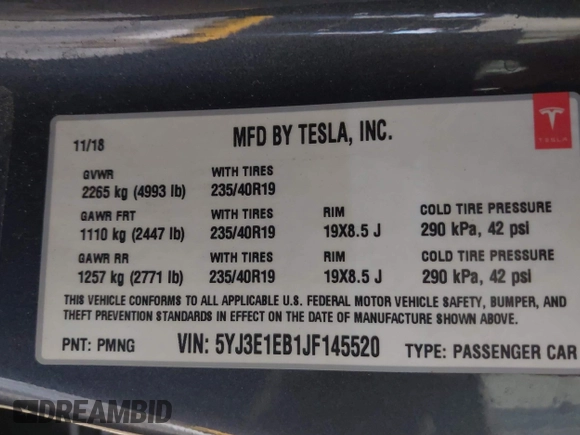 11/18 MFD BY TESLA, INC. TESLA
GVWR WITH TIRES
2265 kg (4993 lb) 235/40R19
GAWR FRT WITH TIRES RIM COLD TIRE PRESSURE
1110 kg (2447 lb) 235/40R19 19X8.5 J 290 kPa, 42 psi
GAWR RR WITH TIRES RIM COLD TIRE PRESSURE
1257 kg (2771 lb) 235/40R19 19X8.5 J 290 kPa, 42 psi
THIS VEHICLE CONFORMS TO ALL APPLICABLE U.S. FEDERAL MOTOR VEHICLE SAFETY, BUMPER, AND
THEFT PREVENTION STANDARDS IN EFFECT ON THE DATE OF MANUFACTURE SHOWN ABOVE.
PNT: PMNG VIN: 5YJ3E1EB1JF145520 TYPE: PASSENGER CAR
DREAMBID